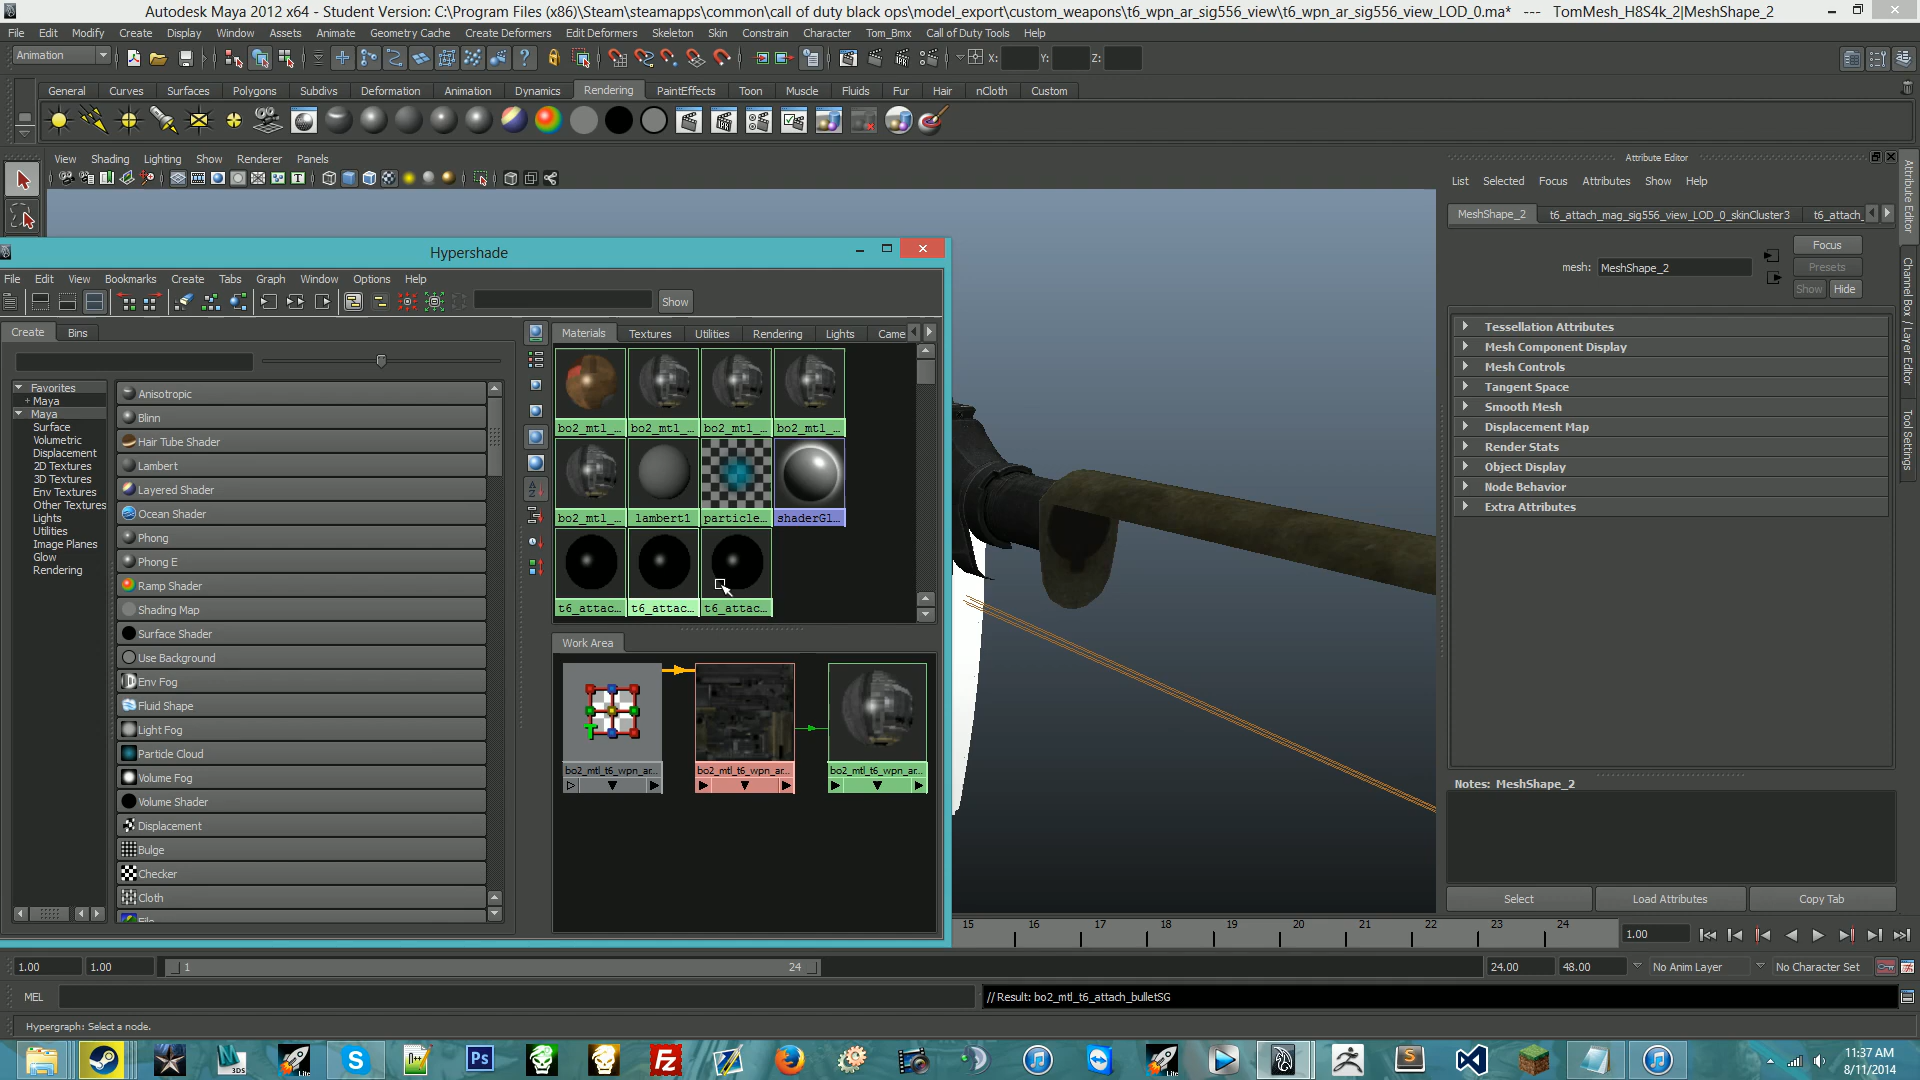 Autodesk Maya 2012 x64 - Student Version: C:\Program Files (x86)\Steam\steamapps\common\call of duty black ops\model_export\custom_weapons\t6_wpn_ar_sig556_view\t6_wpn_ar_sig556_view_LOD_0.ma* --- TomMesh_H8S4k_2|MeshShape_2
File Edit Modify Create Display Window Assets Animate Geometry Cache Create Deformers Edit Deformers Skeleton Skin Constrain Character Tom_Bmx Call of Duty Tools Help
Animation X: Y: Z:
General Curves Surfaces Polygons Subdivs Deformation Animation Dynamics Rendering PaintEffects Toon Muscle Fluids Fur Hair nCloth Custom
View Shading Lighting Show Renderer Panels
Attribute Editor
List Selected Focus Attributes Show Help
MeshShape_2 t6_attach_mag_sig556_view_LOD_0_skinCluster3 t6_attach_
Focus
mesh: MeshShape_2 Presets
Show Hide
Tessellation Attributes
Mesh Component Display
Mesh Controls
Tangent Space
Smooth Mesh
Displacement Map
Render Stats
Object Display
Node Behavior
Extra Attributes
Notes: MeshShape_2
Select Load Attributes Copy Tab
Attribute Editor
Channel Box / Layer Editor
Tool Settings
Hypershade
File Edit View Bookmarks Create Tabs Graph Window Options Help
Show
Create Bins
Materials Textures Utilities Rendering Lights Came
Favorites
+ Maya
Maya
Surface
Volumetric
Displacement
2D Textures
3D Textures
Env Textures
Other Textures
Lights
Utilities
Image Planes
Glow
Rendering
Anisotropic
Blinn
Hair Tube Shader
Lambert
Layered Shader
Ocean Shader
Phong
Phong E
Ramp Shader
Shading Map
Surface Shader
Use Background
Env Fog
Fluid Shape
Light Fog
Particle Cloud
Volume Fog
Volume Shader
Displacement
Bulge
Checker
Cloth
File
bo2_mtl_... bo2_mtl_... bo2_mtl_... bo2_mtl_...
bo2_mtl_... lambert1 particle... shaderGl...
t6_attac... t6_attac... t6_attac...
Work Area
bo2_mtl_t6_wpn_ar... bo2_mtl_t6_wpn_ar... bo2_mtl_t6_wpn_ar...
15 16 17 18 19 20 21 22 23 24 1.00
1.00 1.00 1 24 24.00 48.00 No Anim Layer No Character Set
MEL // Result: bo2_mtl_t6_attach_bulletSG
Hypergraph: Select a node.
11:37 AM
8/11/2014